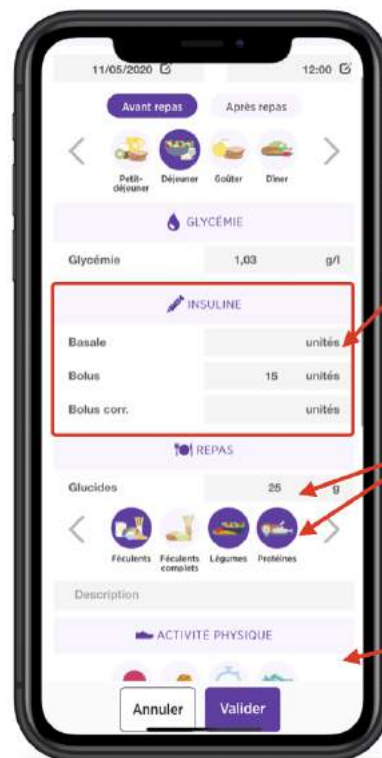 11/05/2020 12:00
Avant repas Après repas
Petit-déjeuner Déjeuner Goûter Dîner
GLYCÉMIE
Glycémie 1,03 g/l
INSULINE
Basale unités
Bolus 15 unités
Bolus corr. unités
REPAS
Glucides 25 g
Féculents Féculents complets Légumes Protéines
Description
ACTIVITÉ PHYSIQUE
Annuler Valider